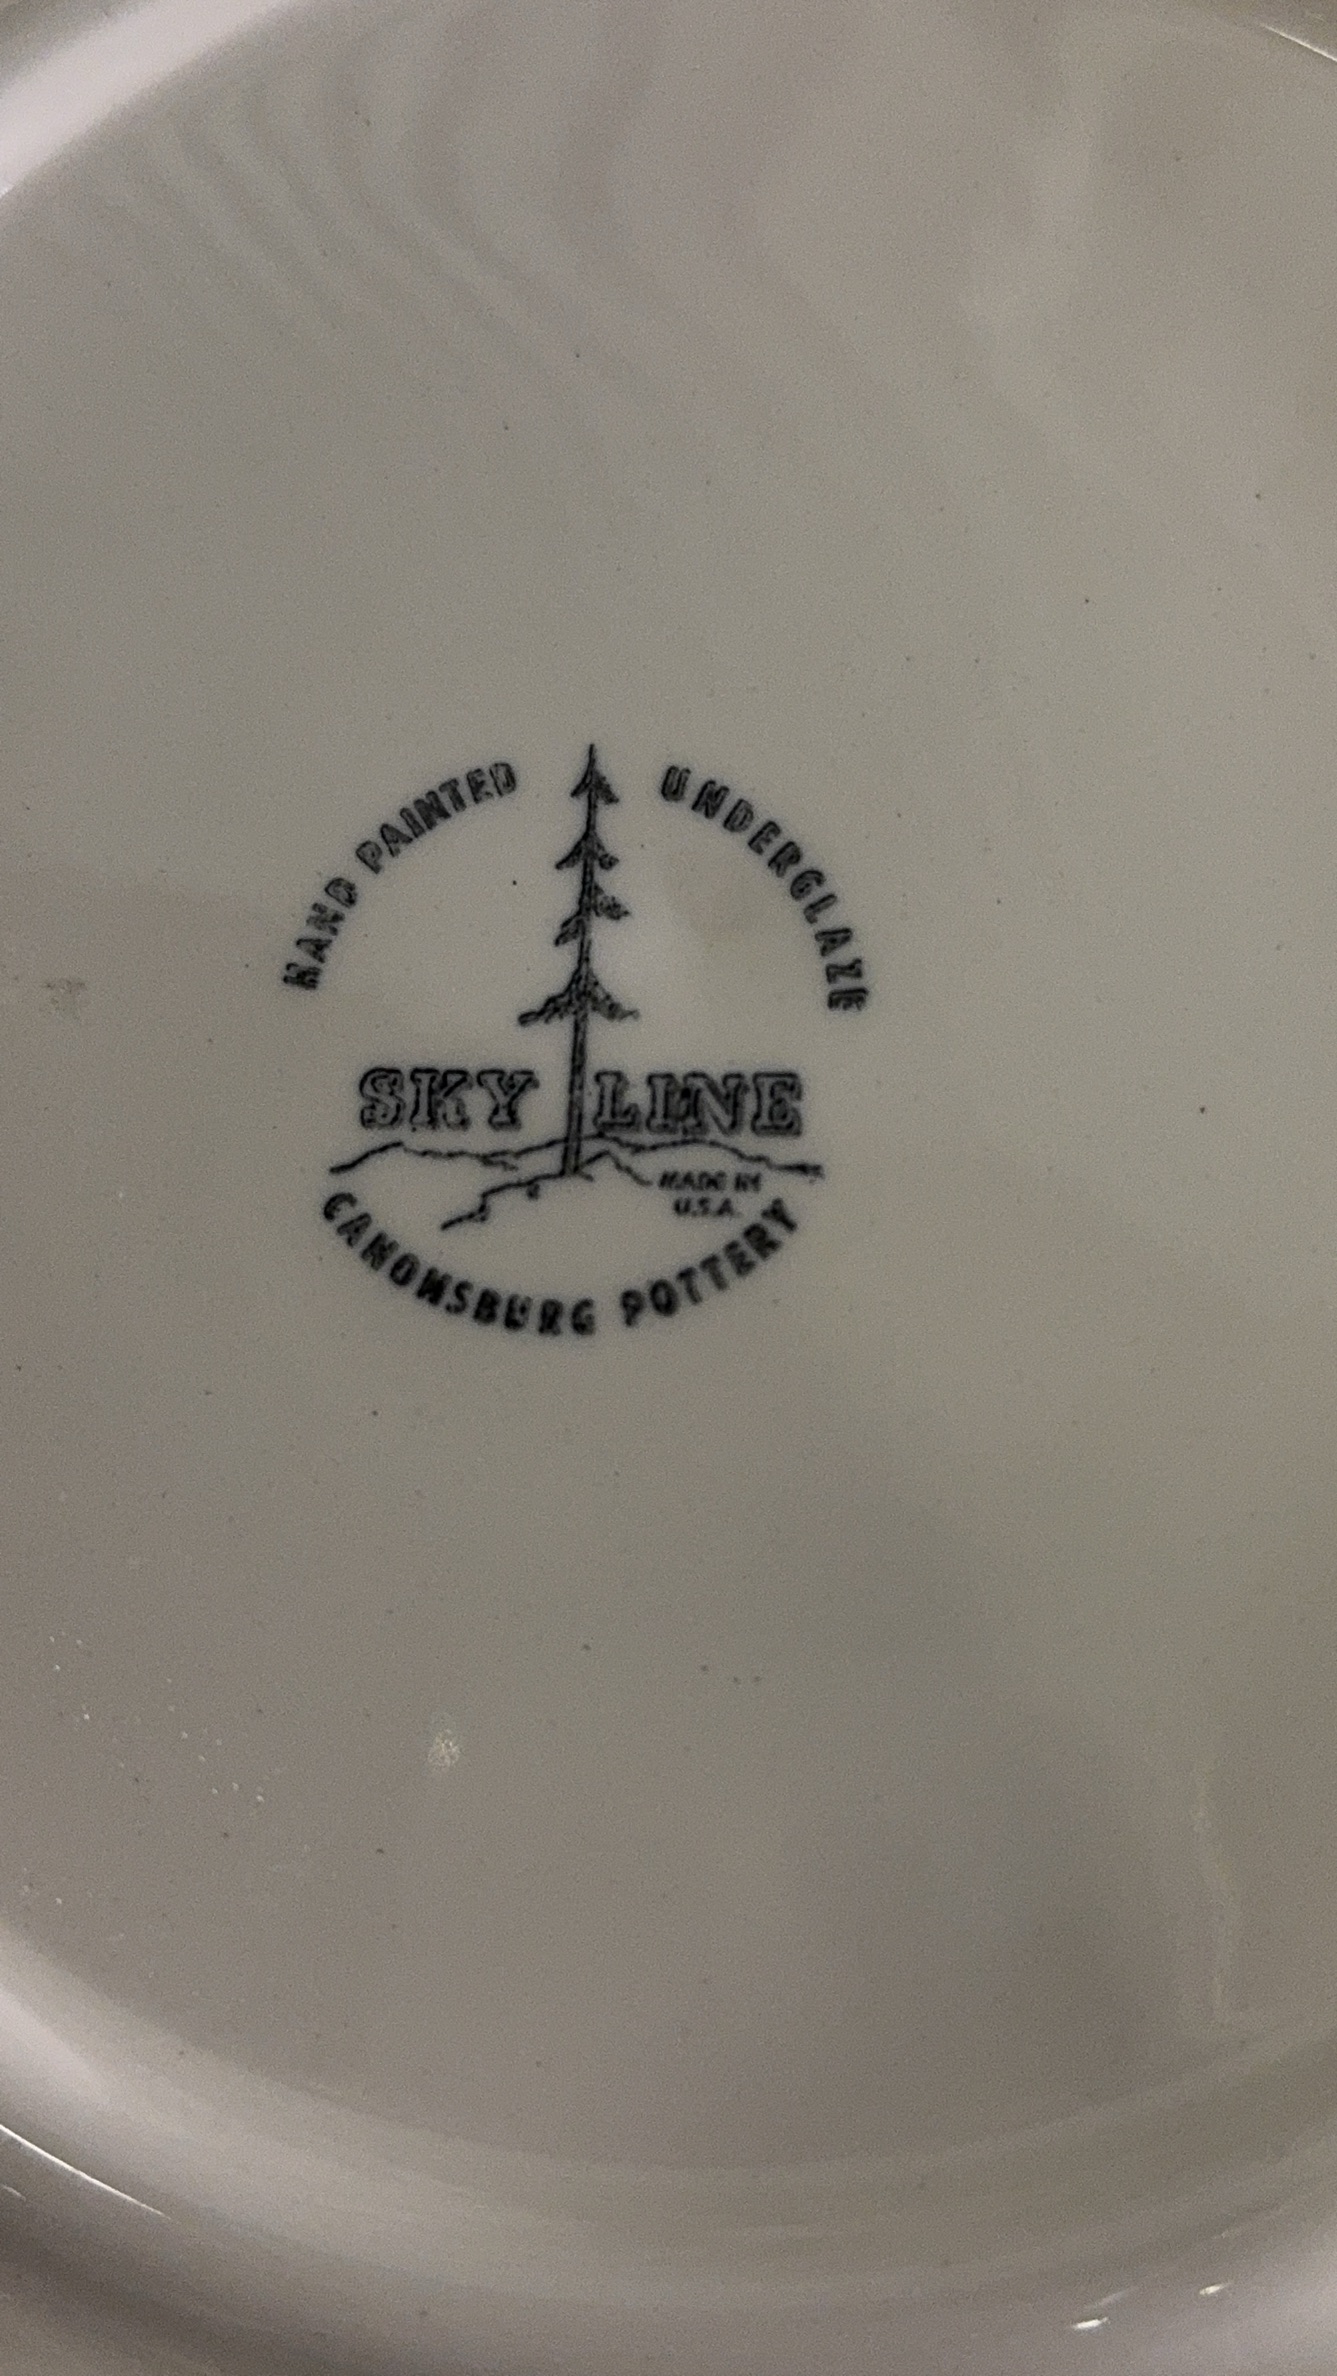 HAND PAINTED UNDERGLAZE
SKY LINE
MADE IN
U.S.A.
CANONSBURG POTTERY